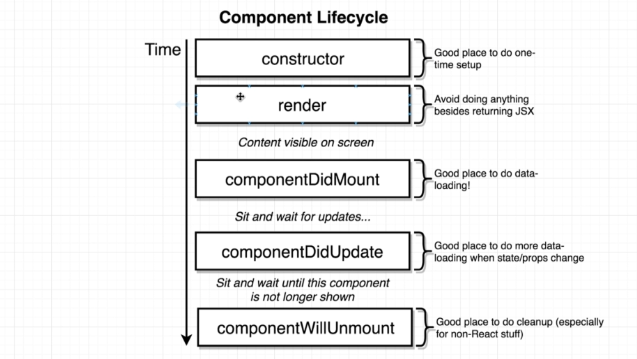 Component Lifecycle
Time
constructor
Good place to do one-
time setup
render
Avoid doing anything
besides returning JSX
Content visible on screen
componentDidMount
Good place to do data-
loading!
Sit and wait for updates...
componentDidUpdate
Good place to do more data-
loading when state/props change
Sit and wait until this component
is not longer shown
componentWillUnmount
Good place to do cleanup (especially
for non-React stuff)